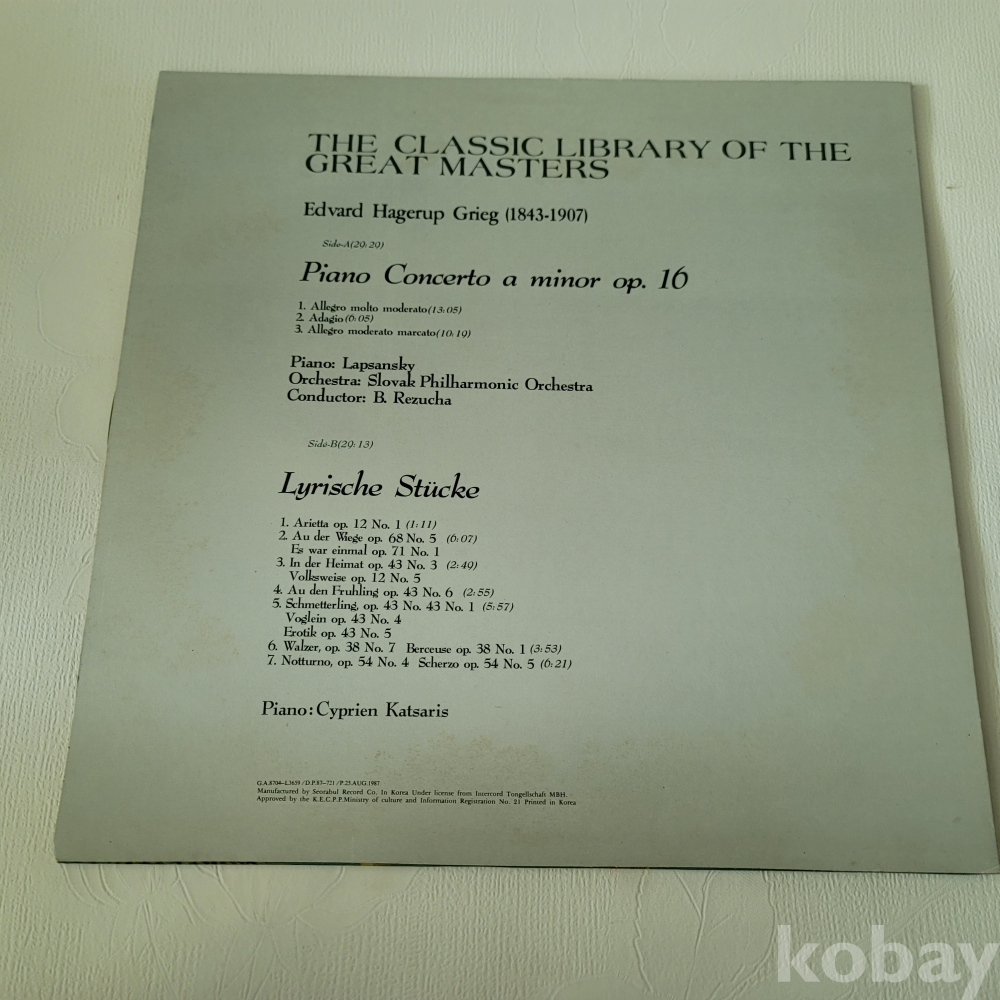 THE CLASSIC LIBRARY OF THE
GREAT MASTERS
Edvard Hagerup Grieg (1843-1907)
Side-A(29:29)
Piano Concerto a minor op. 16
1. Allegro molto moderato(13:05)
2. Adagio(6:05)
3. Allegro moderato marcato(10:19)
Piano: Lapsansky
Orchestra: Slovak Philharmonic Orchestra
Conductor: B. Rezucha
Side-B(29:13)
Lyrische Stücke
1. Arietta op. 12 No. 1 (1:11)
2. Au der Wiege op. 68 No. 5 (6:07)
Es war einmal op. 71 No. 1
3. In der Heimat op. 43 No. 3 (2:49)
Volksweise op. 12 No. 5
4. Au den Fruhling op. 43 No. 6 (2:55)
5. Schmetterling, op. 43 No. 43 No. 1 (5:57)
Voglein op. 43 No. 4
Erotik op. 43 No. 5
6. Walzer, op. 38 No. 7 Berceuse op. 38 No. 1 (3:53)
7. Notturno, op. 54 No. 4 Scherzo op. 54 No. 5 (6:21)
Piano: Cyprien Katsaris
G.A.8704-L3659/D.P.87-721/P.25.AUG.1987
Manufactured by Seorabul Record Co. In Korea Under license from Intercord Tongellschaft MBH.
Approved by the K.E.C.P.P.Ministry of culture and Information Registration No. 21 Printed in Korea
kobay